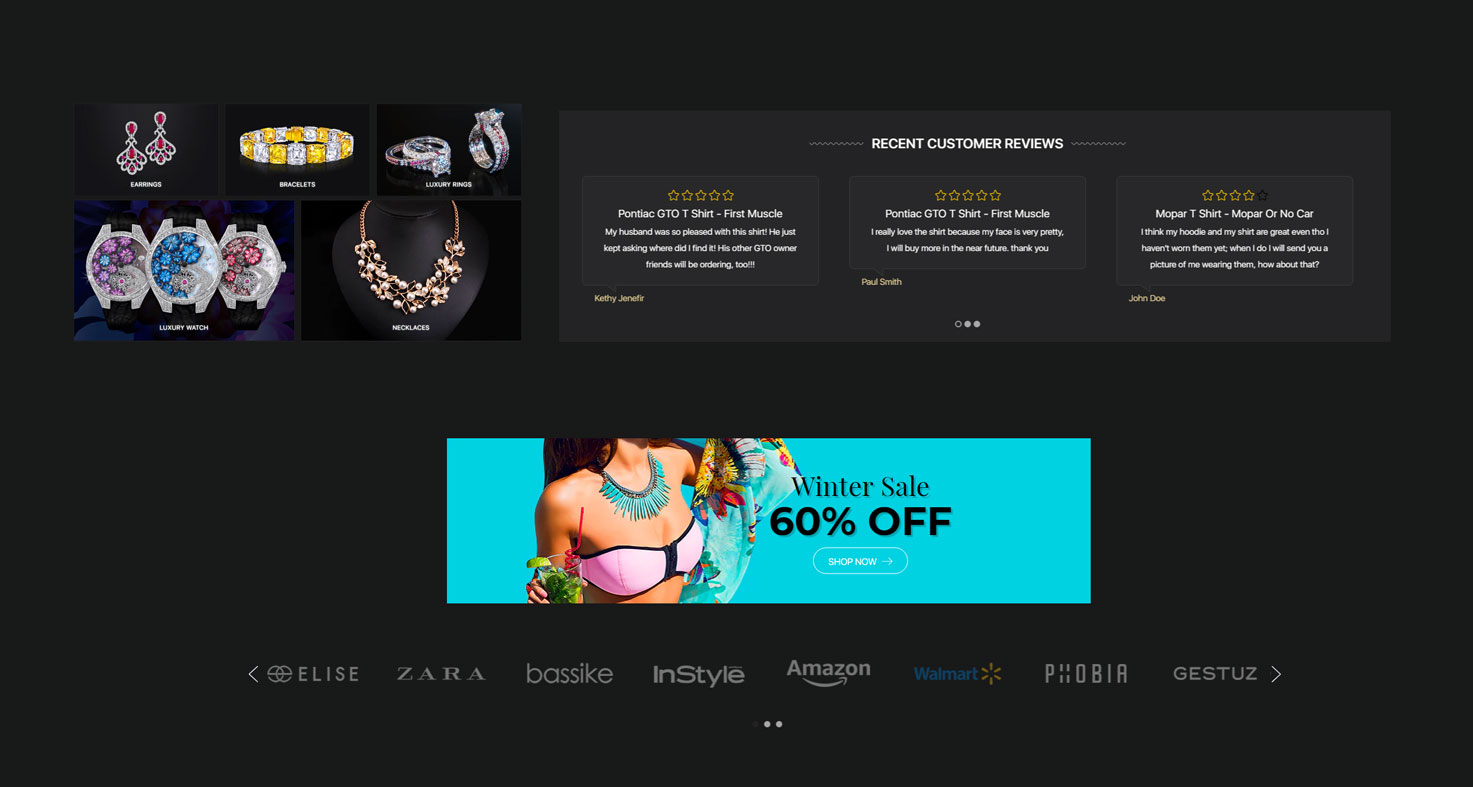 EARRINGS
BRACELETS
LUXURY RINGS
LUXURY WATCH
NECKLACES
RECENT CUSTOMER REVIEWS
Pontiac GTO T Shirt - First Muscle
My husband was so pleased with this shirt! He just
kept asking where did I find it! His other GTO owner
friends will be ordering, too!!!
Kethy Jenefir
Pontiac GTO T Shirt - First Muscle
I really love the shirt because my face is very pretty,
I will buy more in the near future. thank you
Paul Smith
Mopar T Shirt - Mopar Or No Car
I think my hoodie and my shirt are great even tho I
haven't worn them yet; when I do I will send you a
picture of me wearing them, how about that?
John Doe
Winter Sale
60% OFF
SHOP NOW
ELISE
ZARA
bassike
InStyle
Amazon
Walmart
PHOBIA
GESTUZ